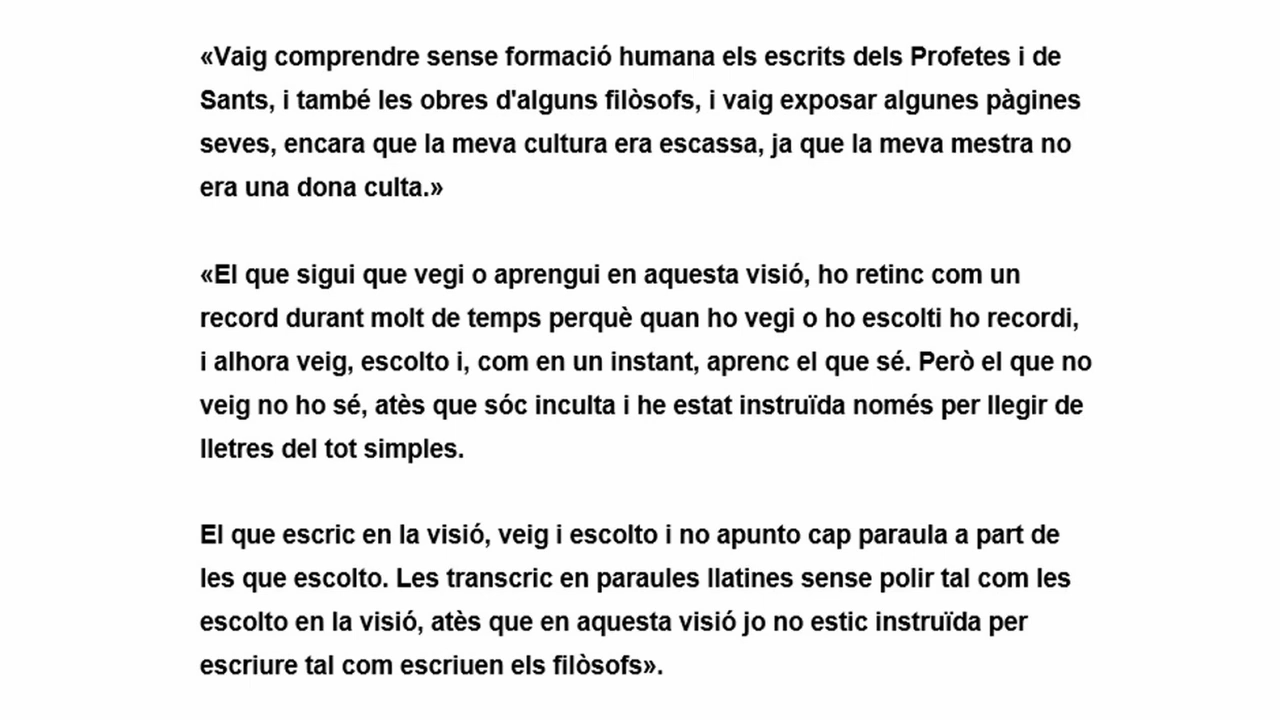 «Vaig comprendre sense formació humana els escrits dels Profetes i de
Sants, i també les obres d'alguns filòsofs, i vaig exposar algunes pàgines
seves, encara que la meva cultura era escassa, ja que la meva mestra no
era una dona culta.»
«El que sigui que vegi o aprengui en aquesta visió, ho retinc com un
record durant molt de temps perquè quan ho vegi o ho escolti ho recordi,
i alhora veig, escolto i, com en un instant, aprenc el que sé. Però el que no
veig no ho sé, atès que sóc inculta i he estat instruïda només per llegir de
lletres del tot simples.
El que escric en la visió, veig i escolto i no apunto cap paraula a part de
les que escolto. Les transcric en paraules llatines sense polir tal com les
escolto en la visió, atès que en aquesta visió jo no estic instruïda per
escriure tal com escriuen els filòsofs».